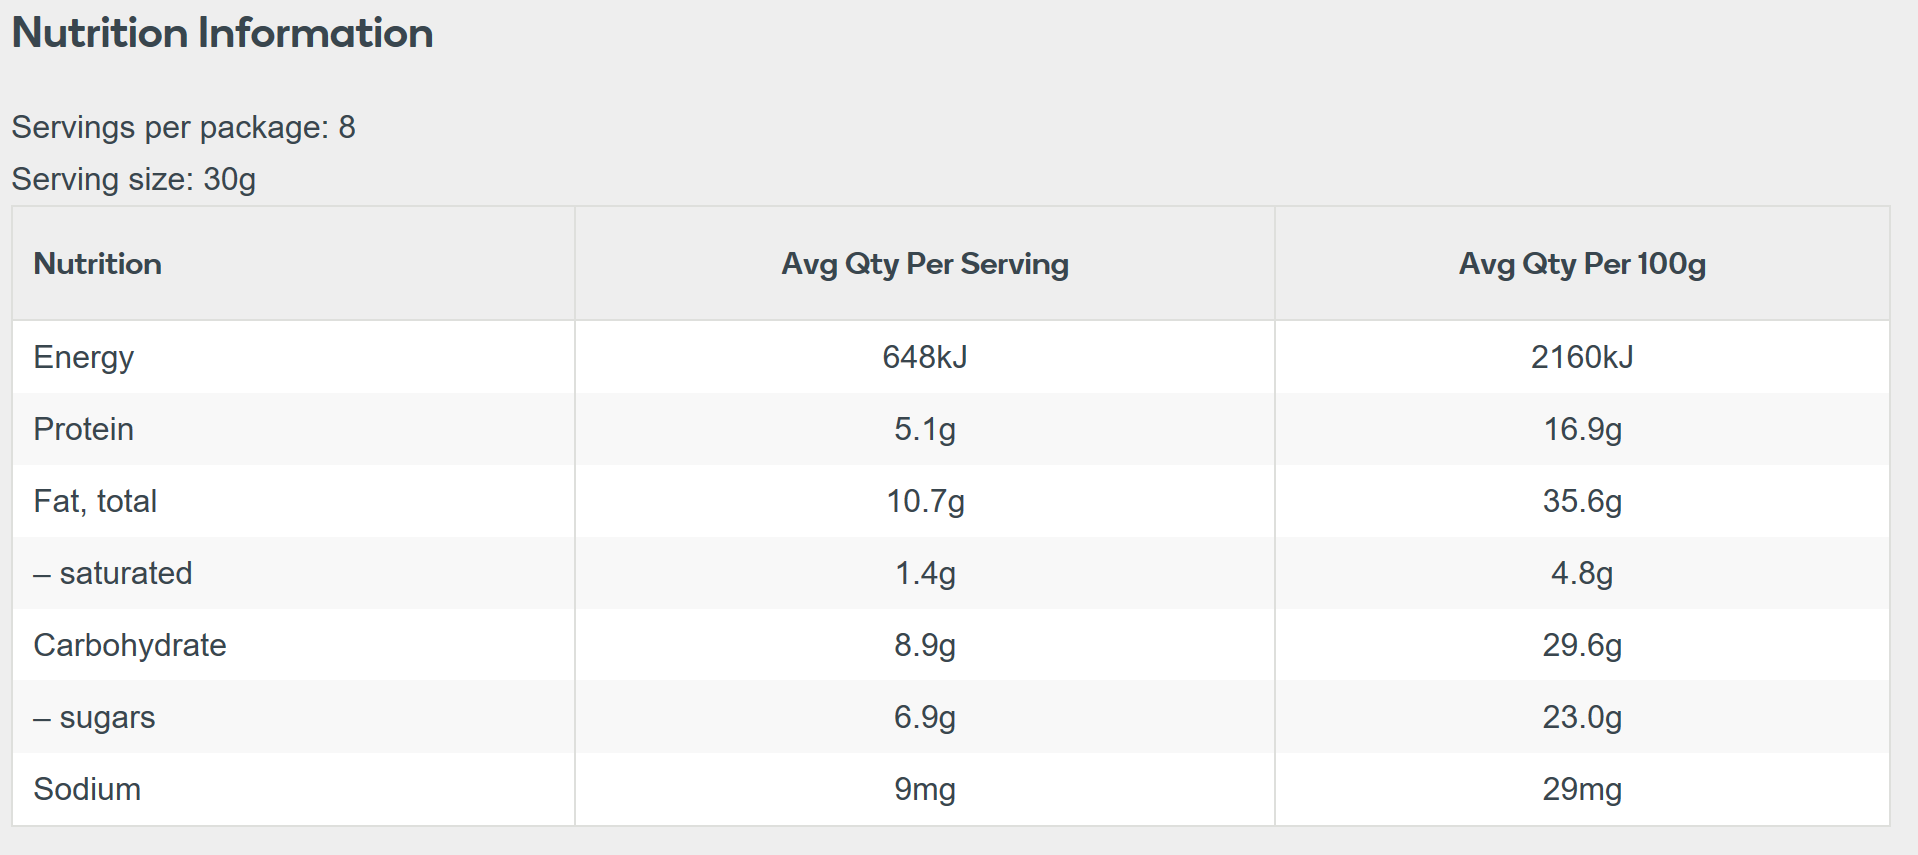 Nutrition Information
Servings per package: 8
Serving size: 30g
Nutrition Avg Qty Per Serving Avg Qty Per 100g
Energy 648kJ 2160kJ
Protein 5.1g 16.9g
Fat, total 10.7g 35.6g
– saturated 1.4g 4.8g
Carbohydrate 8.9g 29.6g
– sugars 6.9g 23.0g
Sodium 9mg 29mg